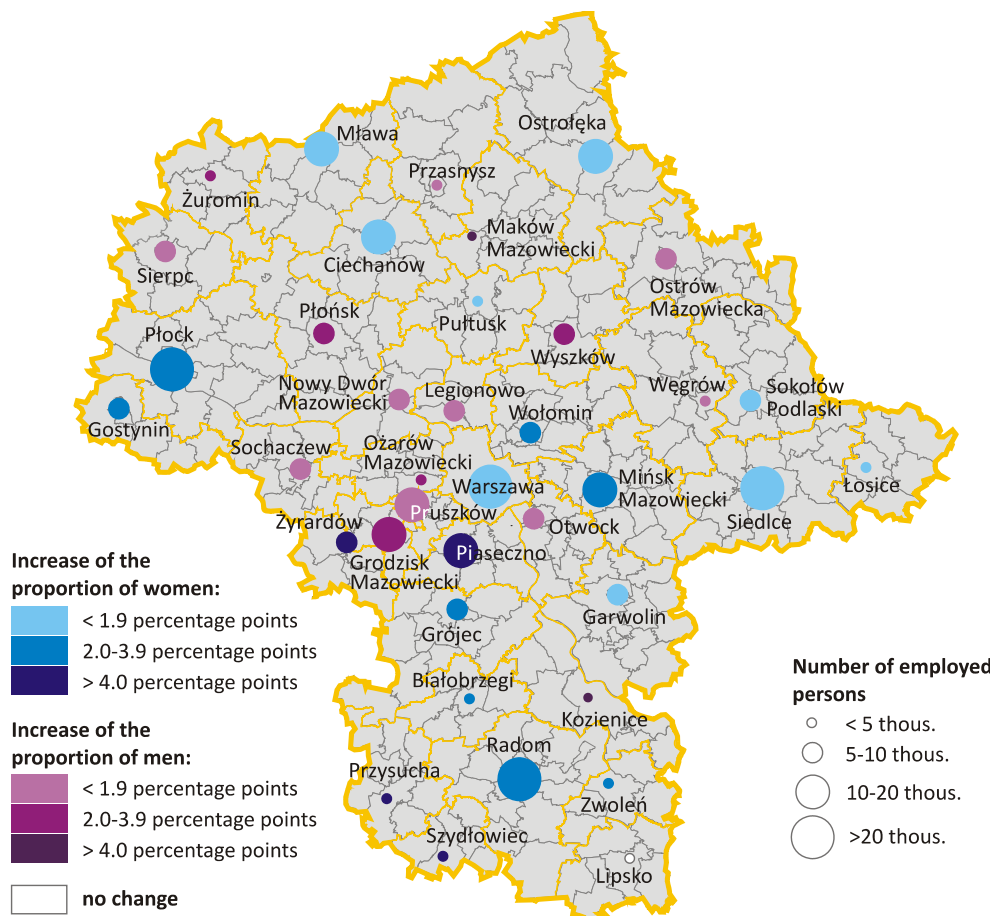 Ostrołęka
Mława
Przasnysz
Żuromin
Maków
Mazowiecki
Ciechanów
Sierpc
Ostrów
Mazowiecka
Płońsk
Pułtusk
Płock
Wyszków
Nowy Dwór
Mazowiecki
Legionowo
Węgrów
Sokołów
Podlaski
Wołomin
Gostynin
Sochaczew
Ożarów
Mazowiecki
Warszawa
Mińsk
Mazowiecki
Łosice
Pruszków
Siedlce
Żyrardów
Otwock
Piaseczno
Grodzisk
Mazowiecki
Garwolin
Grójec
Białobrzegi
Kozienice
Radom
Przysucha
Zwoleń
Szydłowiec
Lipsko
Increase of the
proportion of women:
< 1.9 percentage points
2.0-3.9 percentage points
> 4.0 percentage points
Increase of the
proportion of men:
< 1.9 percentage points
2.0-3.9 percentage points
> 4.0 percentage points
no change
Number of employed
persons
< 5 thous.
5-10 thous.
10-20 thous.
>20 thous.